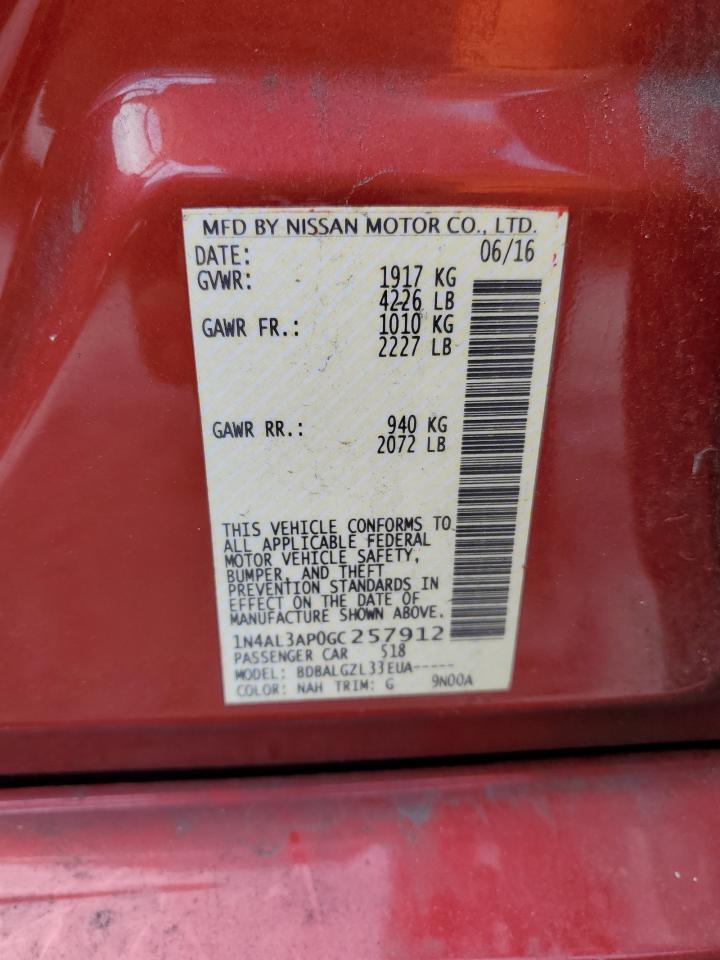 MFD BY NISSAN MOTOR CO., LTD.
DATE: 06/16
GVWR: 1917 KG
4226 LB
GAWR FR.: 1010 KG
2227 LB
GAWR RR.: 940 KG
2072 LB
THIS VEHICLE CONFORMS TO
ALL APPLICABLE FEDERAL
MOTOR VEHICLE SAFETY,
BUMPER, AND THEFT
PREVENTION STANDARDS IN
EFFECT ON THE DATE OF
MANUFACTURE SHOWN ABOVE.
1N4AL3AP0GC257912
PASSENGER CAR S18
MODEL: BDBALGZL33EUA-----
COLOR: NAH TRIM: G 9N00A